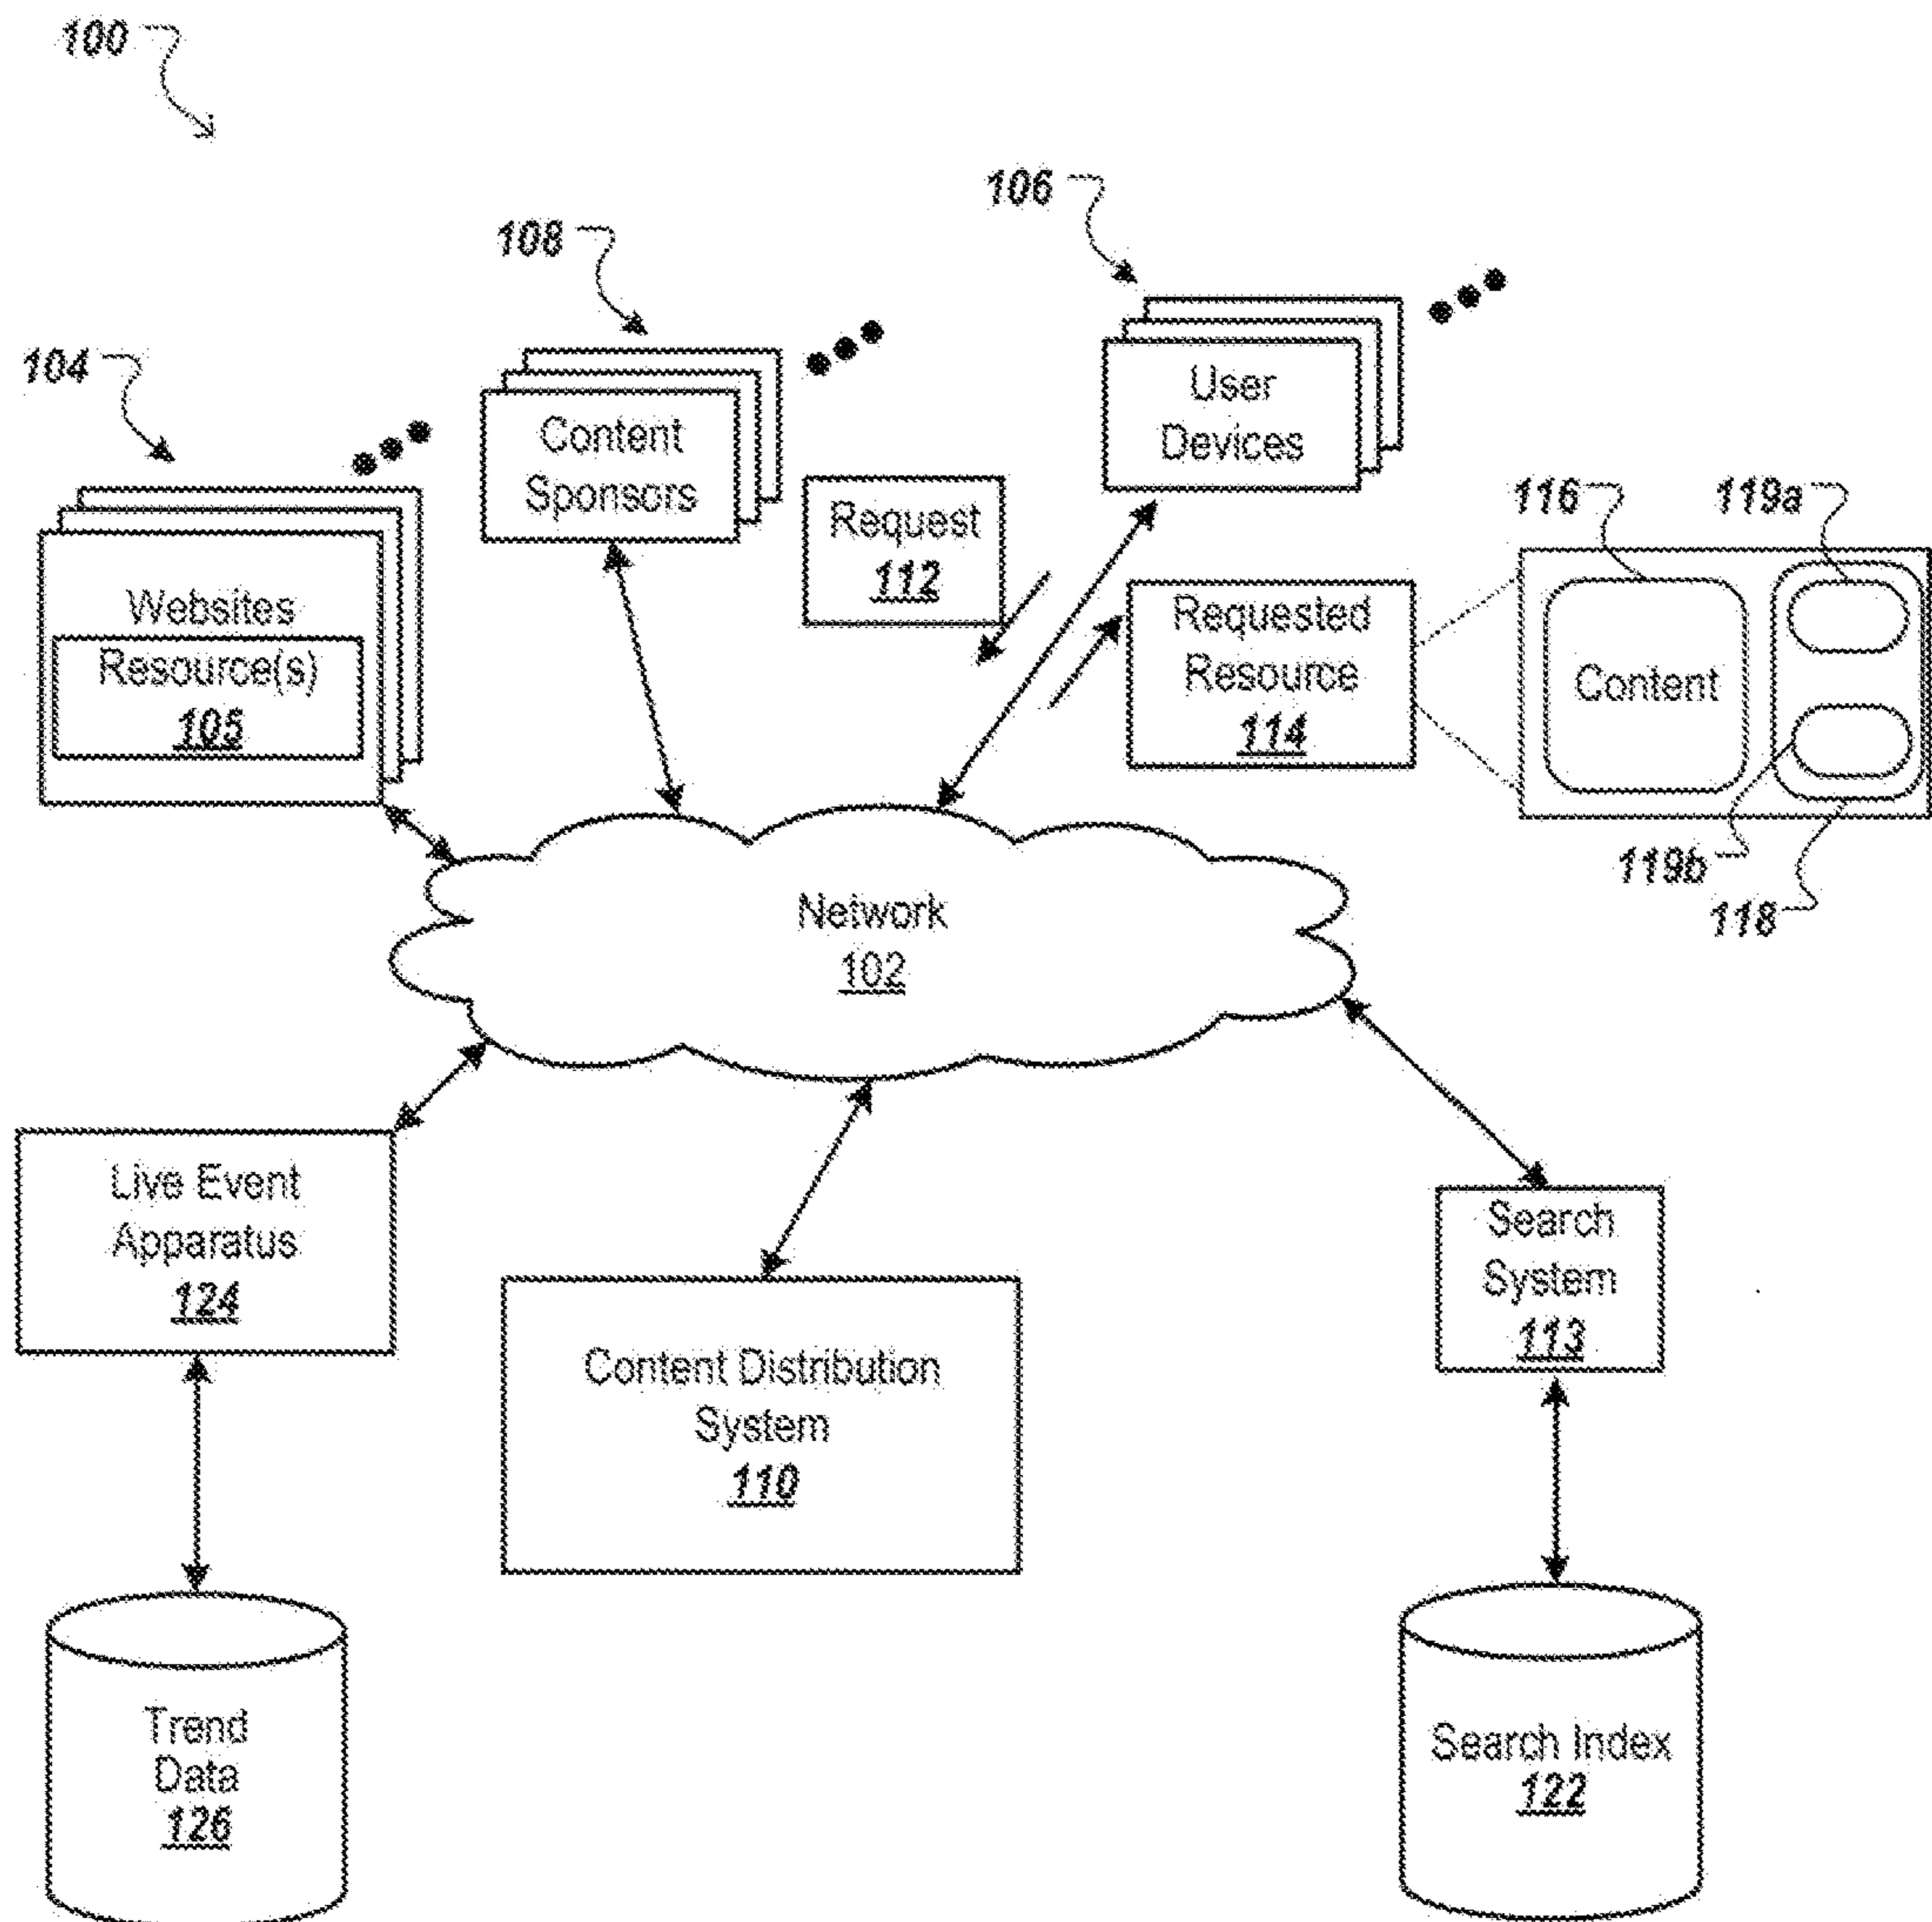 100
106
108
104
User
Devices
Content
Sponsors
Request
112
116
119a
Websites
Resource(s)
105
Requested
Resource
114
Content
119b
118
Network
102
Live Event
Apparatus
124
Search
System
113
Content Distribution
System
110
Trend
Data
126
Search Index
122